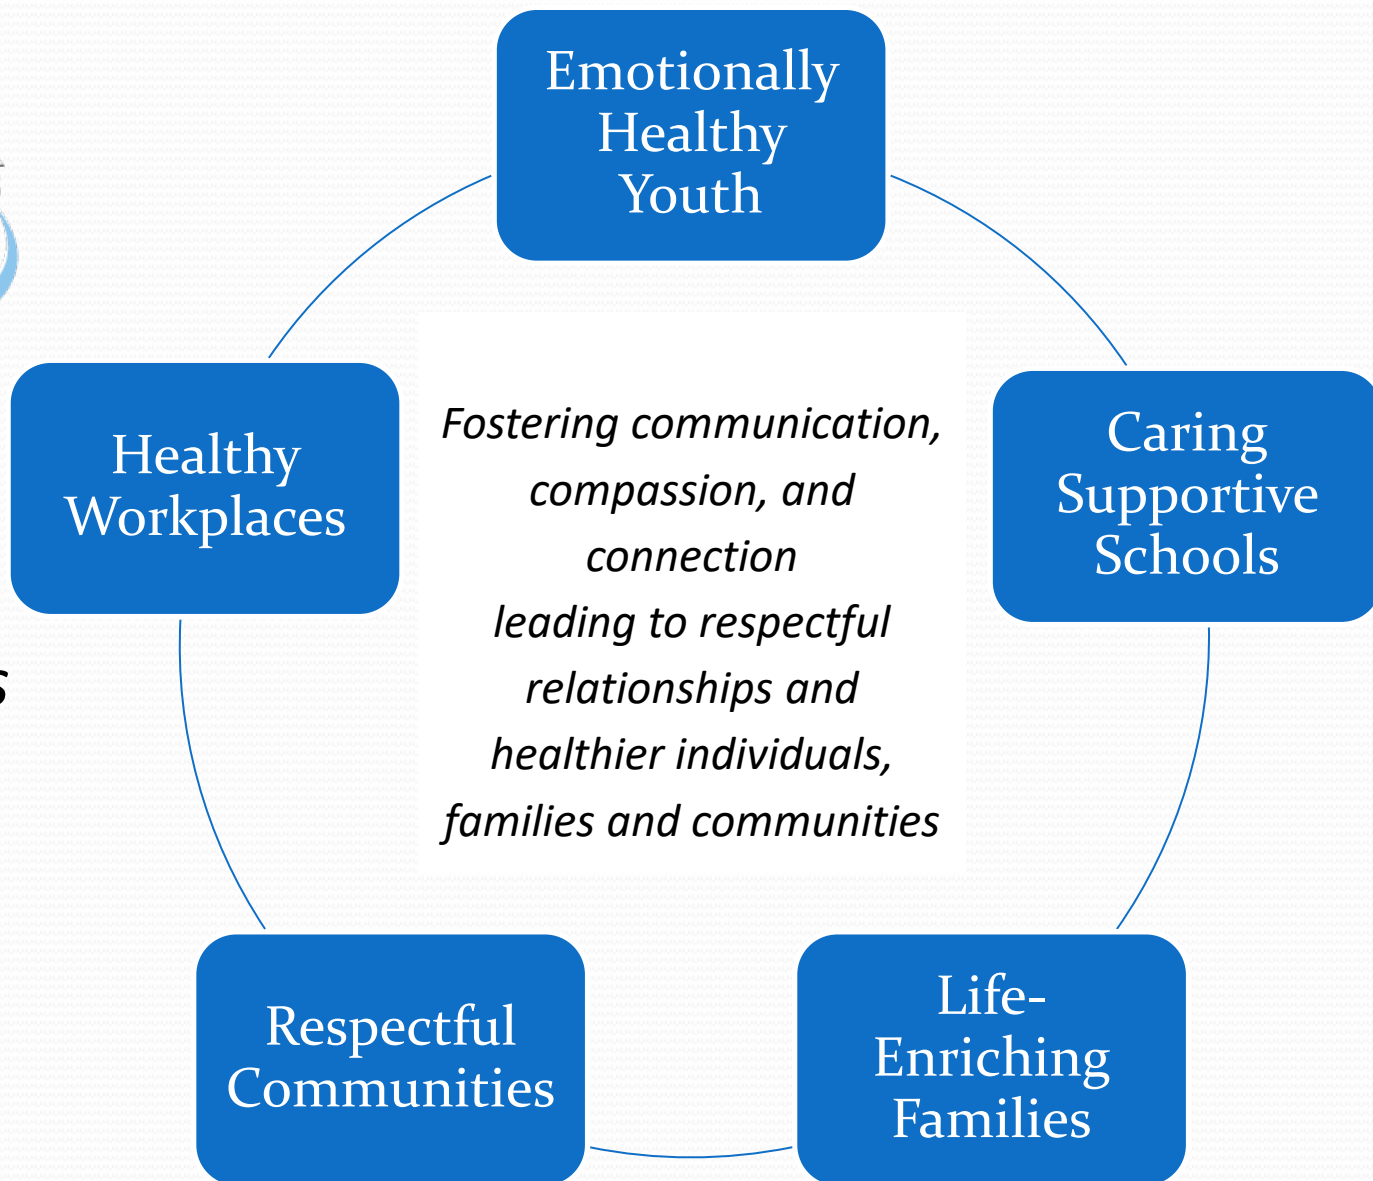 Emotionally
Healthy
Youth
Healthy
Workplaces
Fostering communication,
compassion, and
connection
leading to respectful
relationships and
healthier individuals,
families and communities
Caring
Supportive
Schools
Respectful
Communities
Life-
Enriching
Families